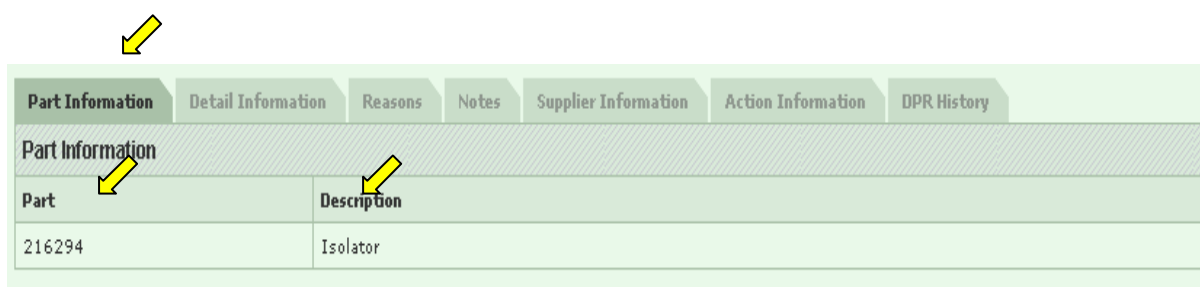 Part Information Detail Information Reasons Notes Supplier Information Action Information DPR History
Part Information
Part Description
216294 Isolator